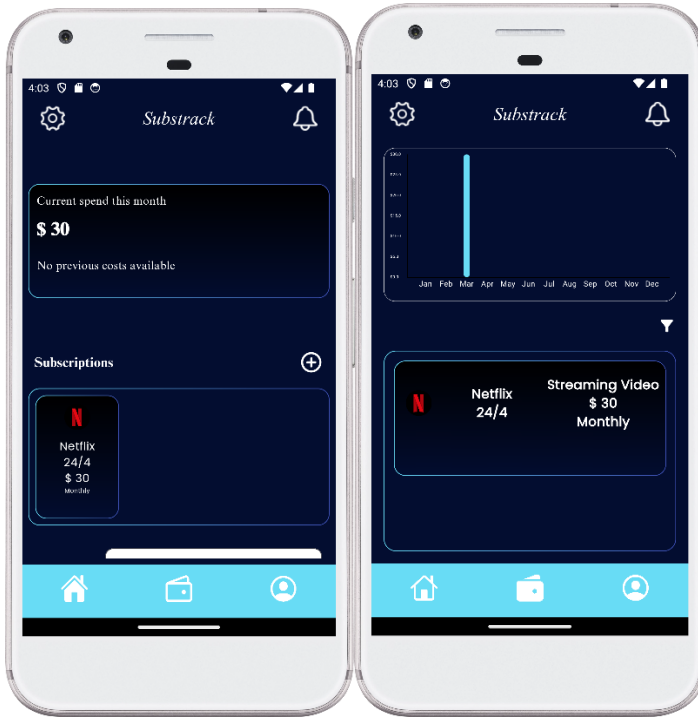 4:03
Substrack
Current spend this month
$ 30
No previous costs available
Subscriptions
N
Netflix
24/4
$ 30
Monthly
4:03
Substrack
Jan Feb Mar Apr May Jun Jul Aug Sep Oct Nov Dec
N
Netflix
24/4
Streaming Video
$ 30
Monthly